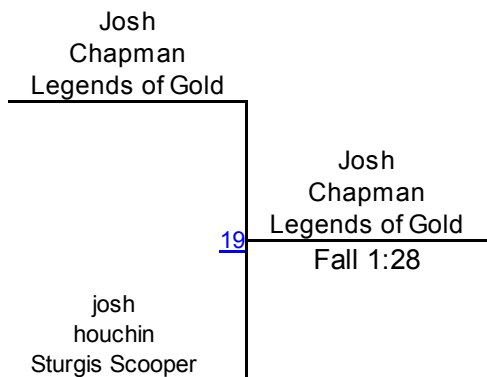 Josh
Chapman
Legends of Gold
Josh
Chapman
Legends of Gold
19
Fall 1:28
josh
houchin
Sturgis Scooper